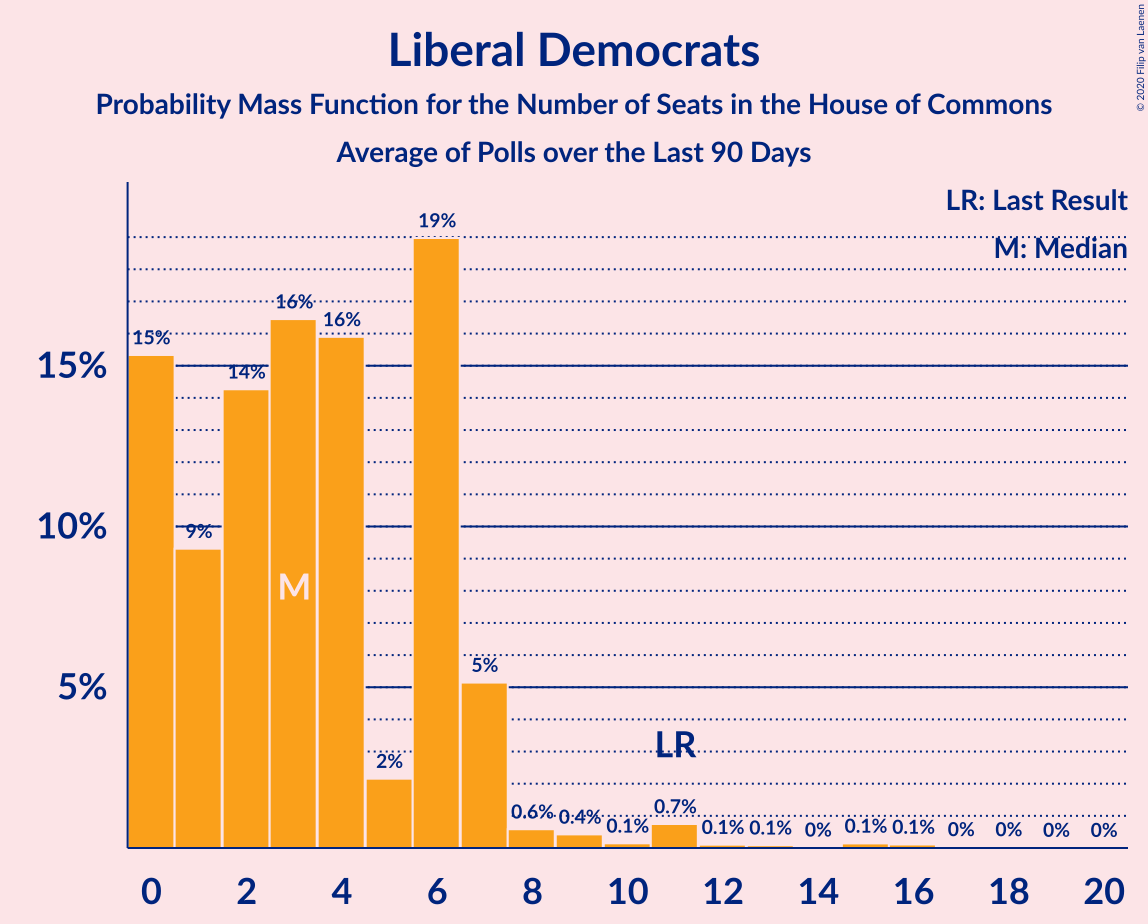 Liberal Democrats
Probability Mass Function for the Number of Seats in the House of Commons
Average of Polls over the Last 90 Days
© 2020 Filip van Laenen
LR: Last Result
M: Median
19%
16%
16%
15%
15%
14%
10%
9%
M
5%
5%
LR
2%
0.6%
0.4%
0.1%
0.7%
0.1%
0.1%
0%
0.1%
0.1%
0%
0%
0%
0%
0 2 4 6 8 10 12 14 16 18 20